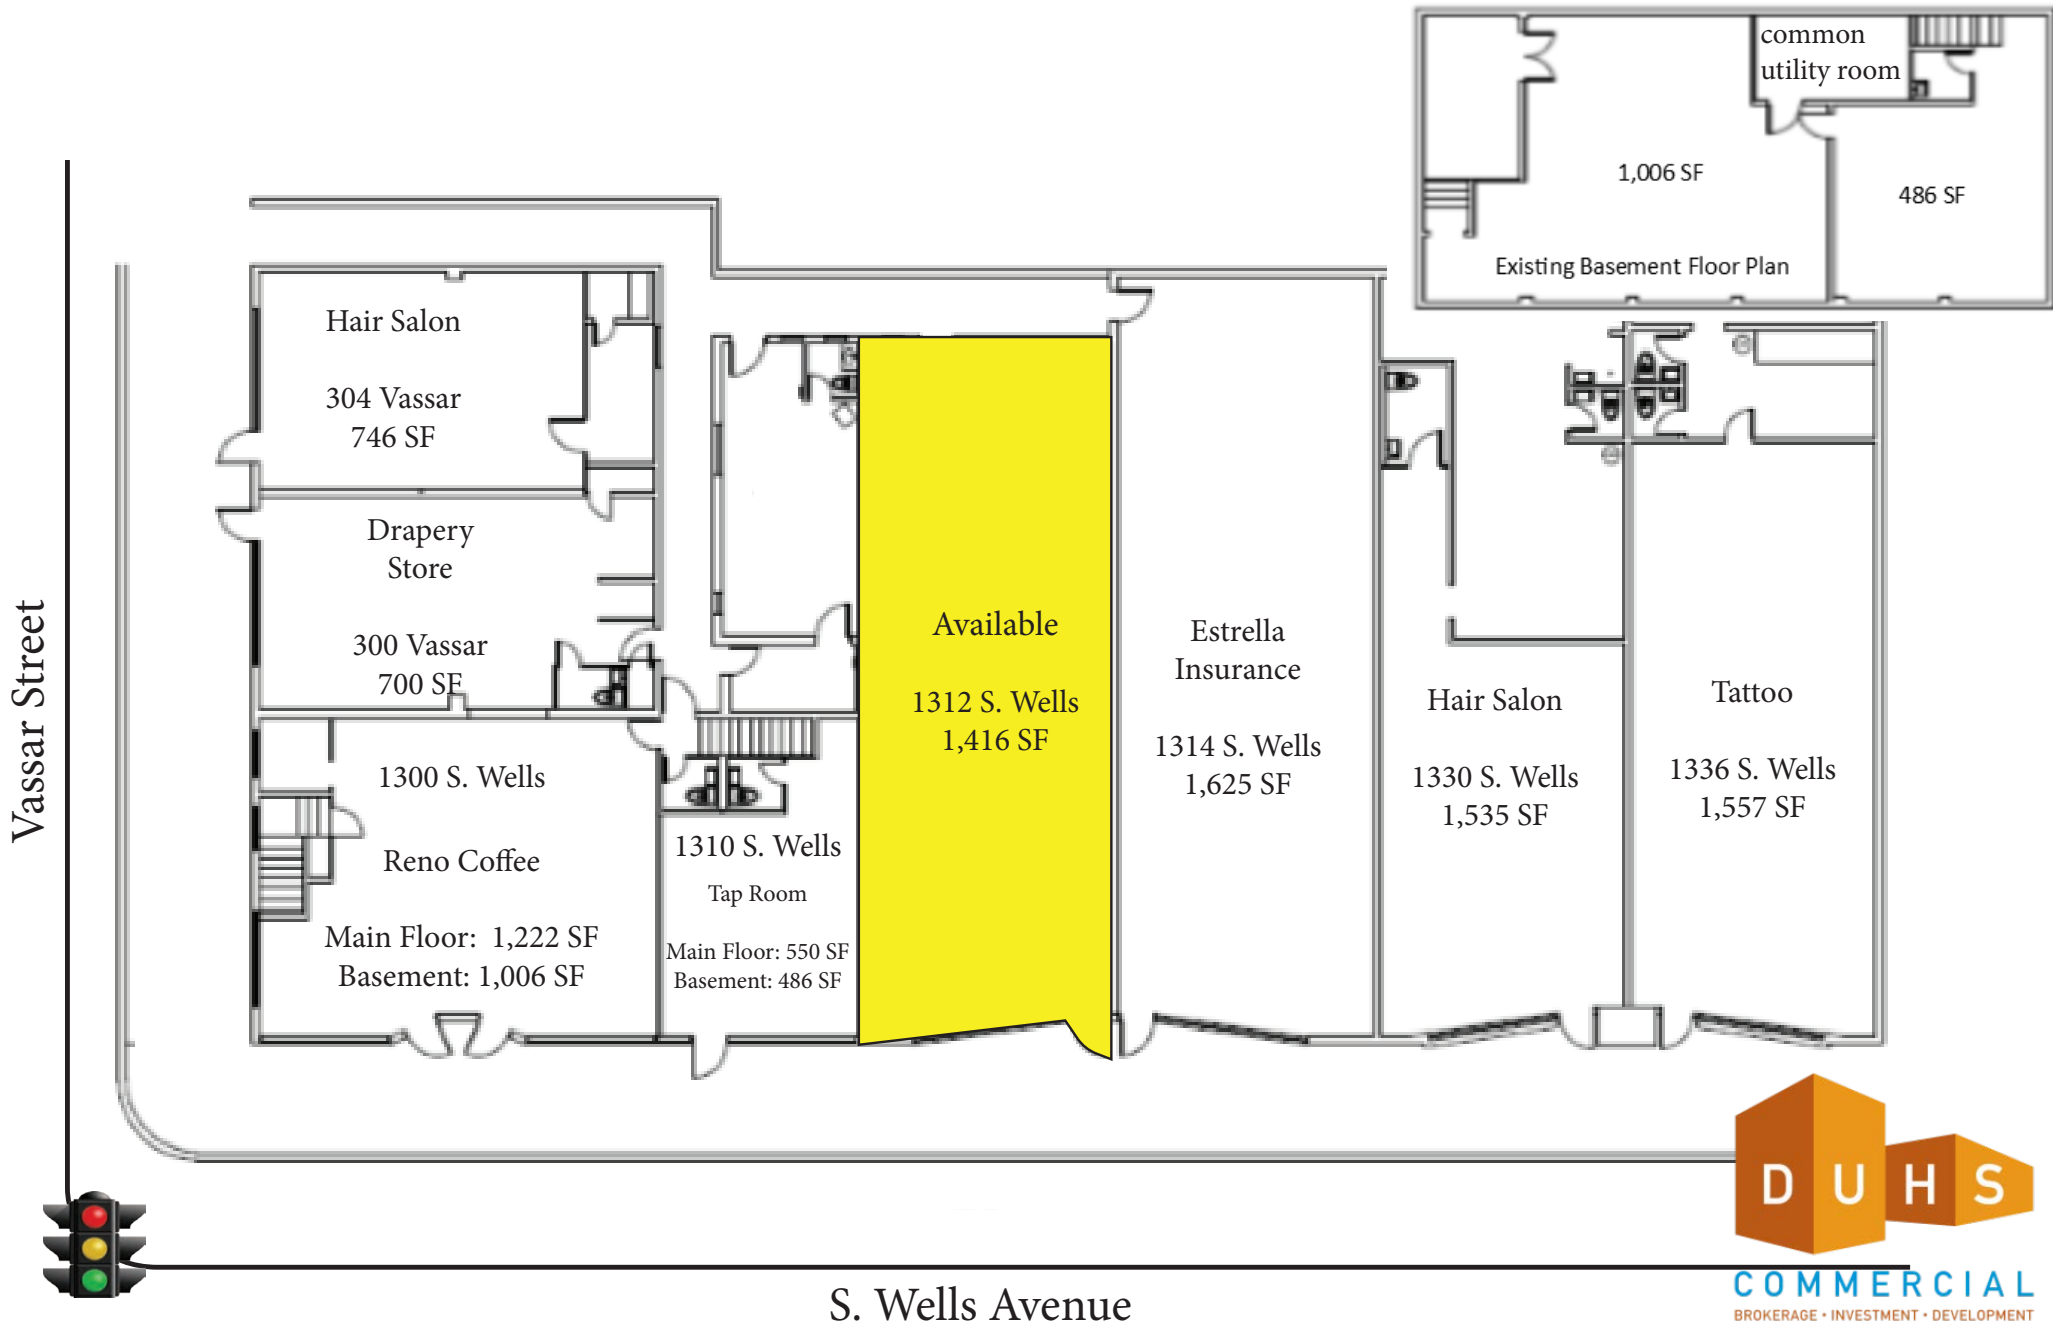 common
utility room
1,006 SF
486 SF
Existing Basement Floor Plan
Hair Salon
304 Vassar
746 SF
Drapery
Store
300 Vassar
700 SF
1300 S. Wells
Reno Coffee
Main Floor: 1,222 SF
Basement: 1,006 SF
1310 S. Wells
Tap Room
Main Floor: 550 SF
Basement: 486 SF
Available
1312 S. Wells
1,416 SF
Estrella
Insurance
1314 S. Wells
1,625 SF
Hair Salon
1330 S. Wells
1,535 SF
Tattoo
1336 S. Wells
1,557 SF
Vassar Street
S. Wells Avenue
DUHS
COMMERCIAL
BROKERAGE • INVESTMENT • DEVELOPMENT